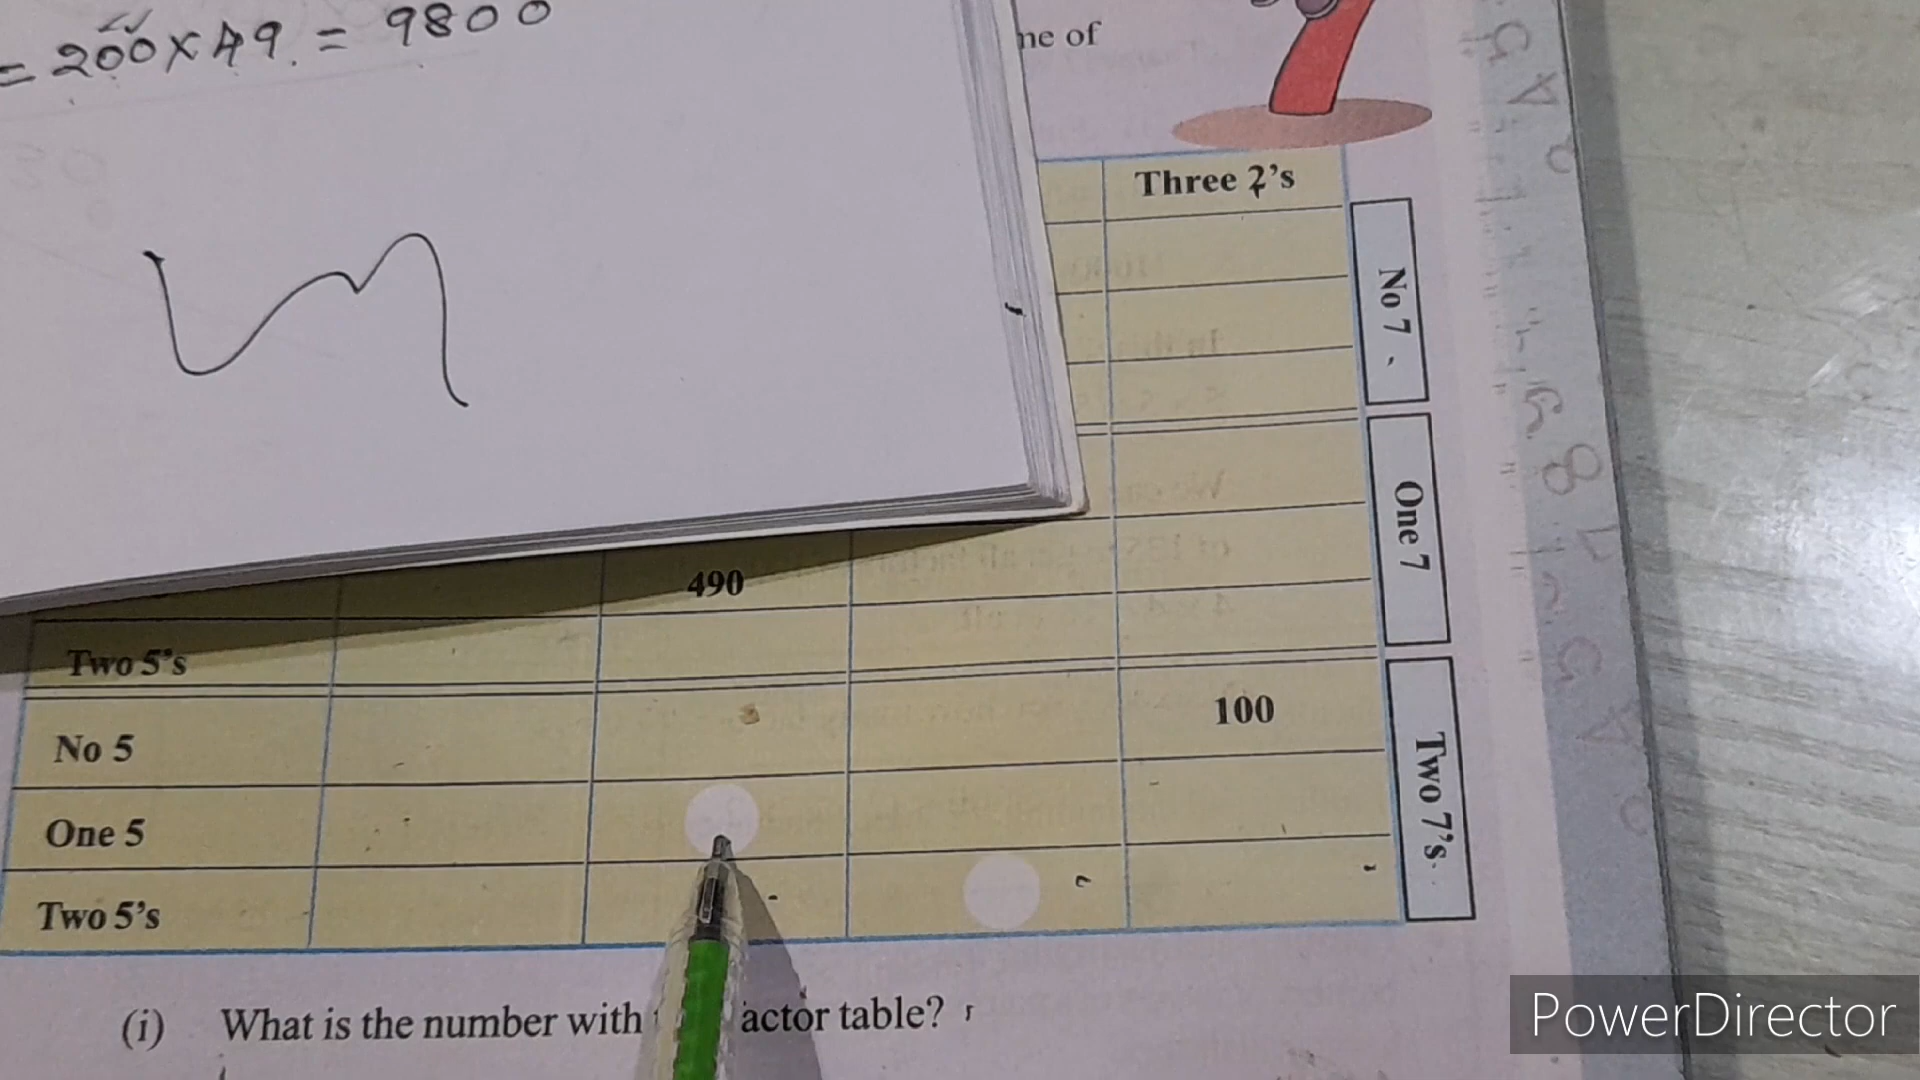 = 200 x 49. = 9800
ne of
Three 2's
No 7
One 7
490
Two 5's
100
No 5
Two 7's
One 5
Two 5's
(i) What is the number with actor table?
PowerDirector